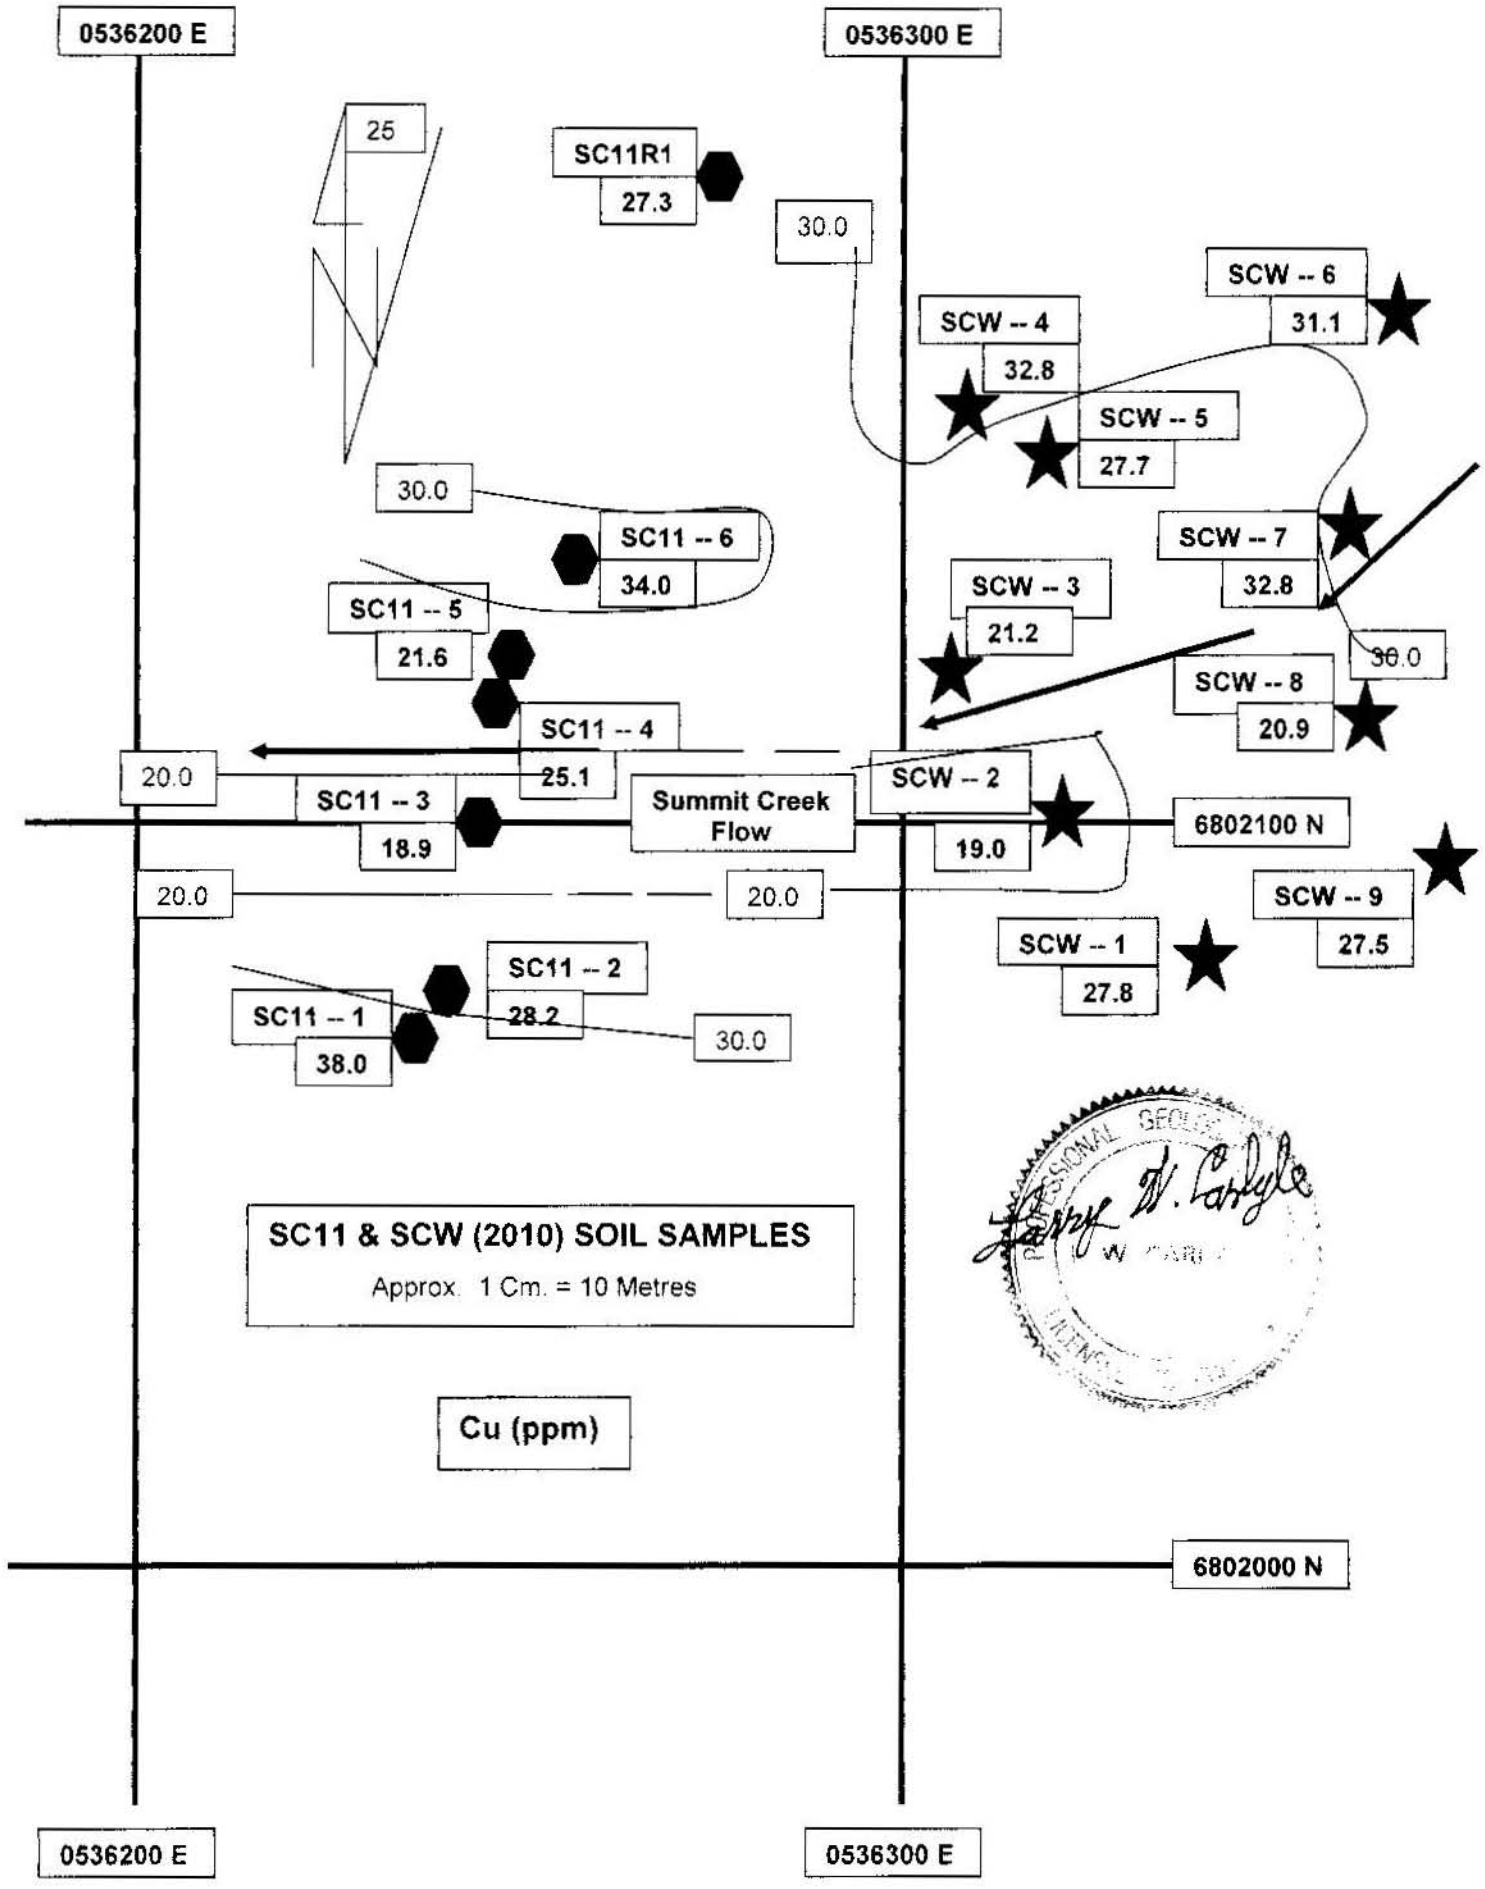 0536200 E
0536300 E
25
SC11R1
27.3
30.0
SCW -- 6
31.1
SCW -- 4
32.8
SCW -- 5
27.7
N
30.0
SC11 -- 6
34.0
SCW -- 7
32.8
SC11 -- 5
21.6
SCW -- 3
21.2
30.0
SCW -- 8
20.9
SC11 -- 4
25.1
20.0
SC11 -- 3
18.9
Summit Creek
Flow
SCW -- 2
19.0
6802100 N
20.0
20.0
SCW -- 9
27.5
SCW -- 1
27.8
SC11 -- 2
28.2
SC11 -- 1
38.0
30.0
PROFESSIONAL
Larry W. Carlyle
W
SC11 & SCW (2010) SOIL SAMPLES
Approx. 1 Cm. = 10 Metres
Cu (ppm)
6802000 N
0536200 E
0536300 E